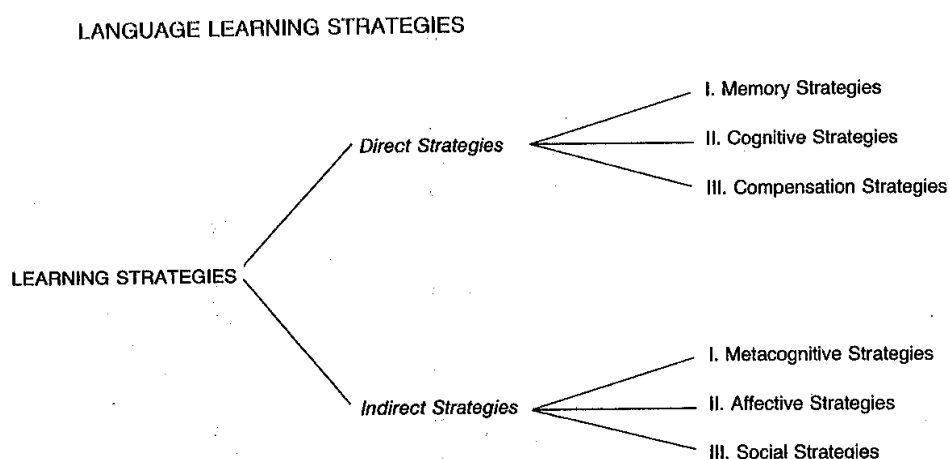 LANGUAGE LEARNING STRATEGIES
I. Memory Strategies
Direct Strategies
II. Cognitive Strategies
III. Compensation Strategies
LEARNING STRATEGIES
I. Metacognitive Strategies
Indirect Strategies
II. Affective Strategies
III. Social Strategies